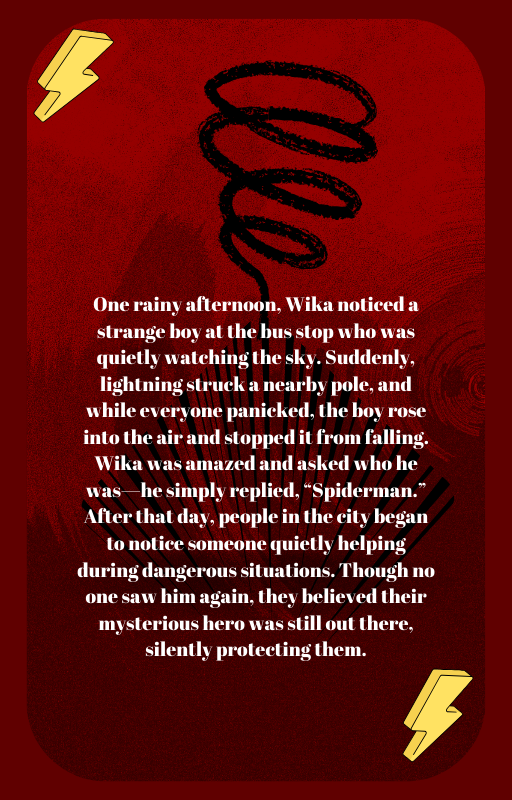 One rainy afternoon, Wika noticed a
strange boy at the bus stop who was
quietly watching the sky. Suddenly,
lightning struck a nearby pole, and
while everyone panicked, the boy rose
into the air and stopped it from falling.
Wika was amazed and asked who he
was—he simply replied, “Spiderman.”
After that day, people in the city began
to notice someone quietly helping
during dangerous situations. Though no
one saw him again, they believed their
mysterious hero was still out there,
silently protecting them.